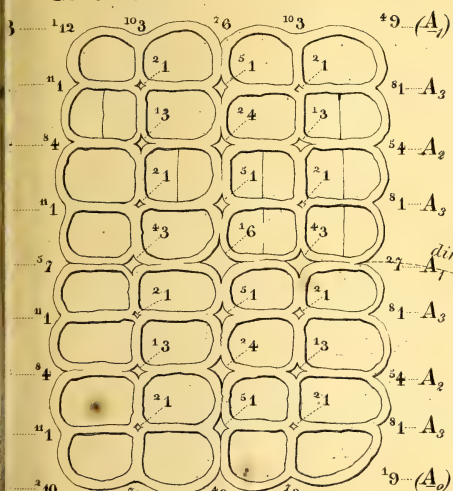 ¹12 ¹⁰3 ⁷6 ¹⁰3 ⁴9 (A₁)
²1 ⁵1 ²1
¹¹1 ⁸1 A₃
¹3 ²4 ¹3
⁸4 ⁵4 A₂
²1 ⁵1 ²1
¹¹1 ⁸1 A₃
⁴3 ¹6 ⁴3
⁵7 ²7 A₁
²1 ⁵1 ²1
¹¹1 ⁸1 A₃
¹3 ²4 ¹3
⁸4 ⁵4 A₂
²1 ⁵1 ²1
¹¹1 ⁸1 A₃
¹9 (A₀)